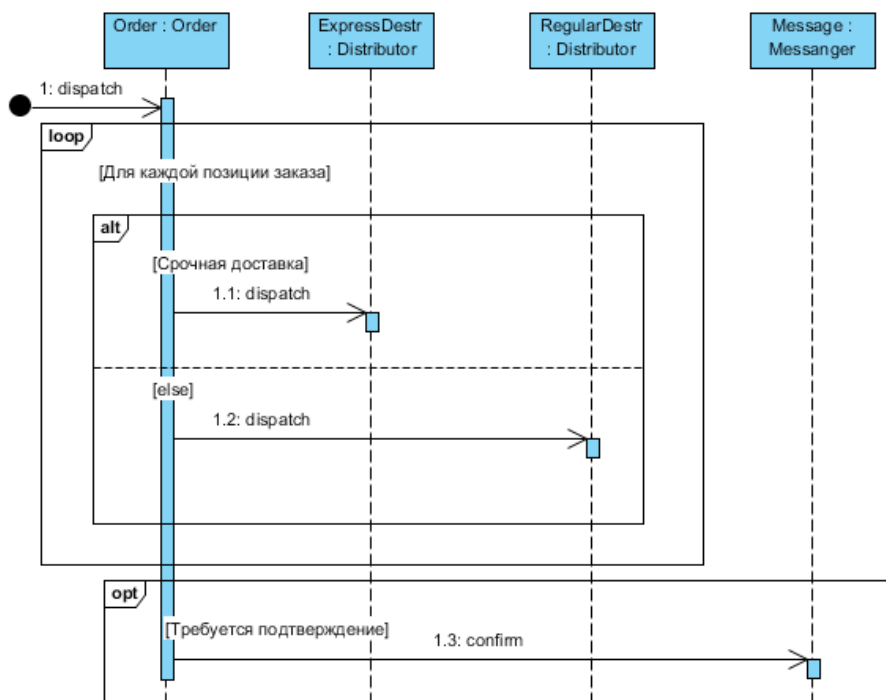 Order : Order
ExpressDestr
: Distributor
RegularDestr
: Distributor
Message :
Messanger
1: dispatch
loop
[Для каждой позиции заказа]
alt
[Срочная доставка]
1.1: dispatch
[else]
1.2: dispatch
opt
[Требуется подтверждение]
1.3: confirm